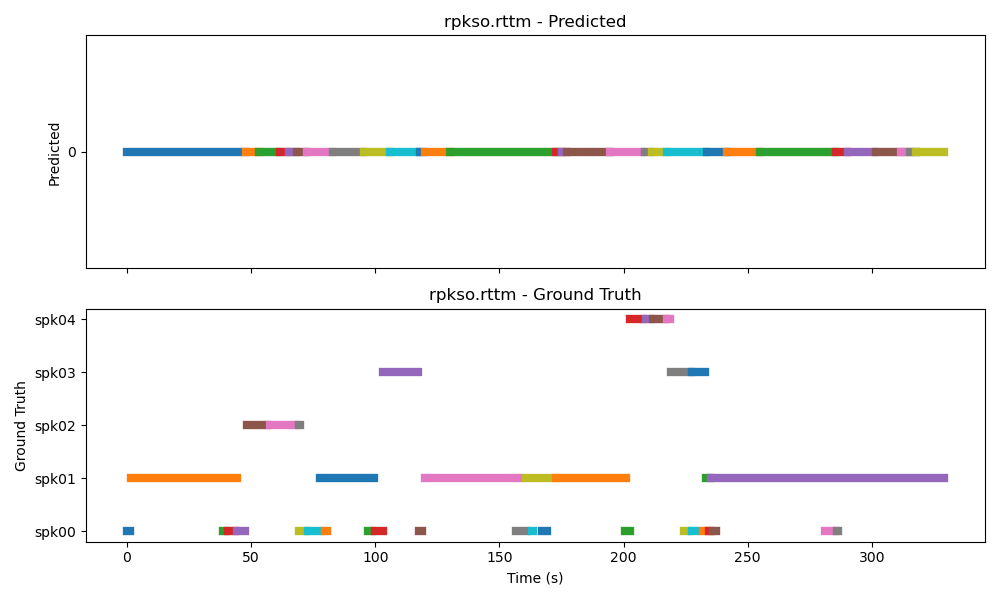 rpkso.rttm - Predicted
Predicted
0
rpkso.rttm - Ground Truth
Ground Truth
spk04
spk03
spk02
spk01
spk00
0 50 100 150 200 250 300
Time (s)